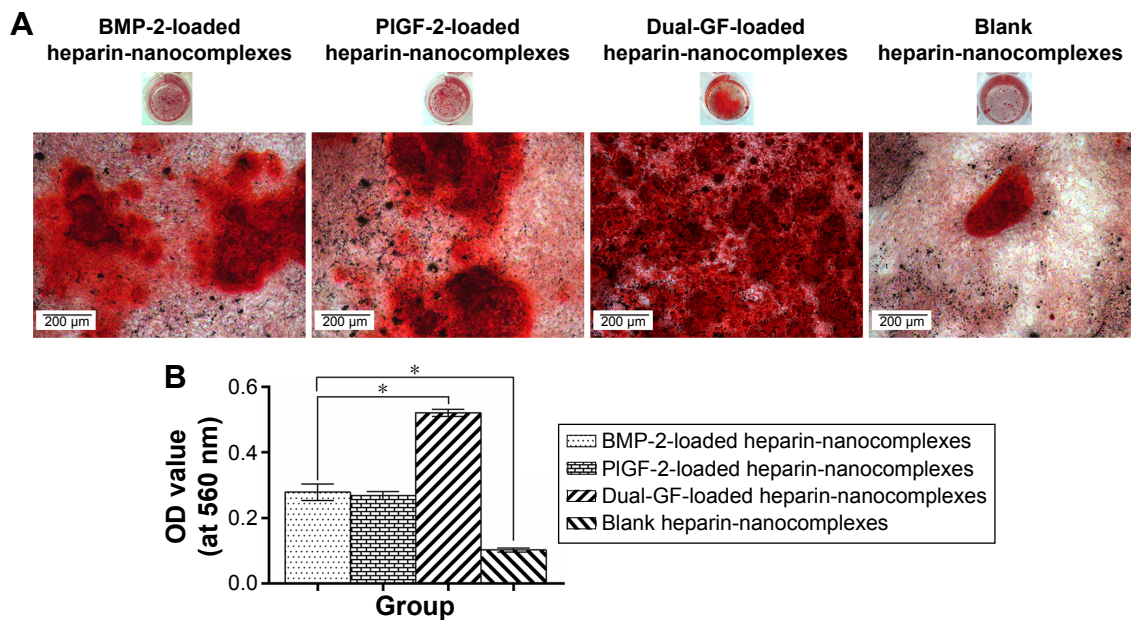 A
BMP-2-loaded
heparin-nanocomplexes
PlGF-2-loaded
heparin-nanocomplexes
Dual-GF-loaded
heparin-nanocomplexes
Blank
heparin-nanocomplexes
200 µm
200 µm
200 µm
200 µm
B
OD value
(at 560 nm)
0.6
0.4
0.2
0.0
*
*
Group
BMP-2-loaded heparin-nanocomplexes
PlGF-2-loaded heparin-nanocomplexes
Dual-GF-loaded heparin-nanocomplexes
Blank heparin-nanocomplexes